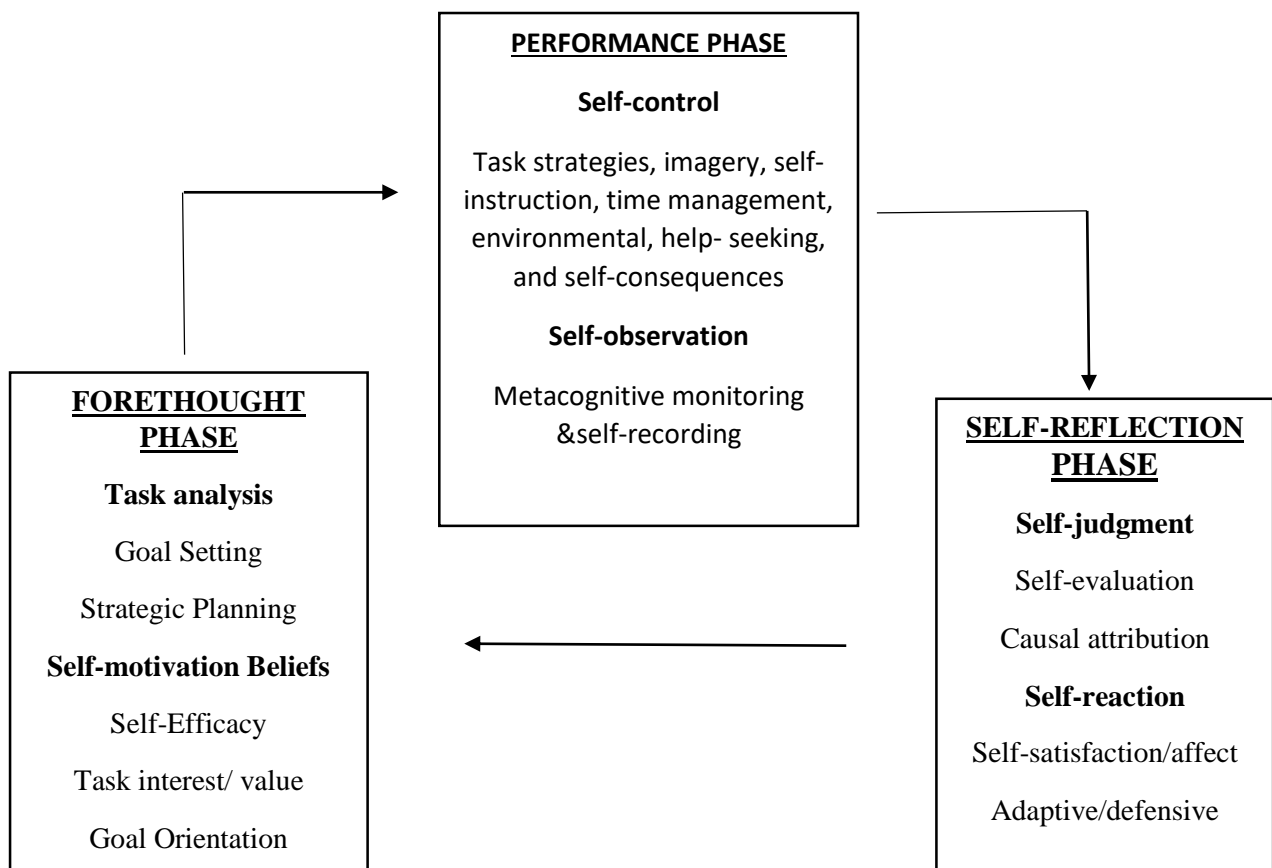 PERFORMANCE PHASE
Self-control
Task strategies, imagery, self-
instruction, time management,
environmental, help- seeking,
and self-consequences
Self-observation
Metacognitive monitoring
&self-recording
FORETHOUGHT
PHASE
Task analysis
Goal Setting
Strategic Planning
Self-motivation Beliefs
Self-Efficacy
Task interest/ value
Goal Orientation
SELF-REFLECTION
PHASE
Self-judgment
Self-evaluation
Causal attribution
Self-reaction
Self-satisfaction/affect
Adaptive/defensive